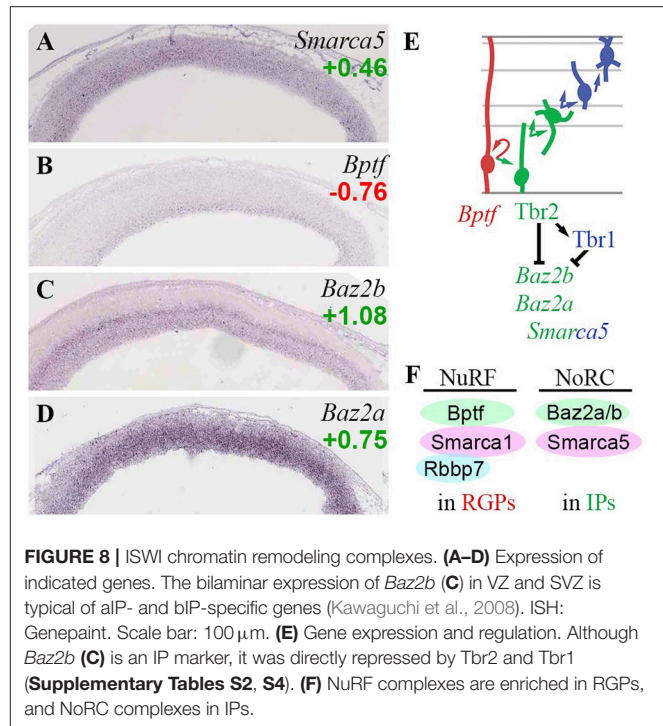 A
Smarca5
+0.46
B
Bptf
-0.76
C
Baz2b
+1.08
D
Baz2a
+0.75
E
Bptf
Tbr2
Tbr1
Baz2b
Baz2a
Smarca5
F
NuRF
NoRC
Bptf
Baz2a/b
Smarca1
Smarca5
Rbbp7
in RGPs
in IPs
FIGURE 8 | ISWI chromatin remodeling complexes. (A–D) Expression of
indicated genes. The bilaminar expression of Baz2b (C) in VZ and SVZ is
typical of aIP- and bIP-specific genes (Kawaguchi et al., 2008). ISH:
Genepaint. Scale bar: 100 μm. (E) Gene expression and regulation. Although
Baz2b (C) is an IP marker, it was directly repressed by Tbr2 and Tbr1
(Supplementary Tables S2, S4). (F) NuRF complexes are enriched in RGPs,
and NoRC complexes in IPs.